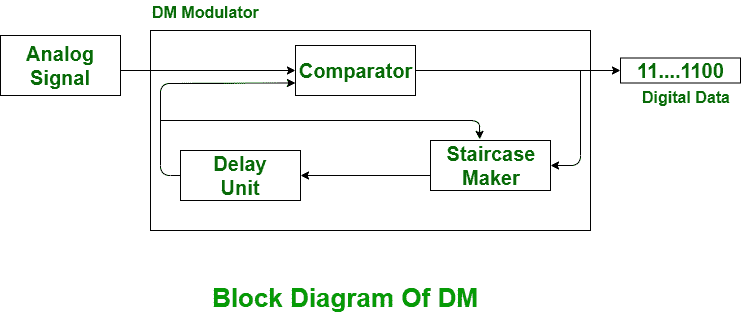 DM Modulator
Analog
Signal
Comparator
11....1100
Digital Data
Delay
Unit
Staircase
Maker
Block Diagram Of DM